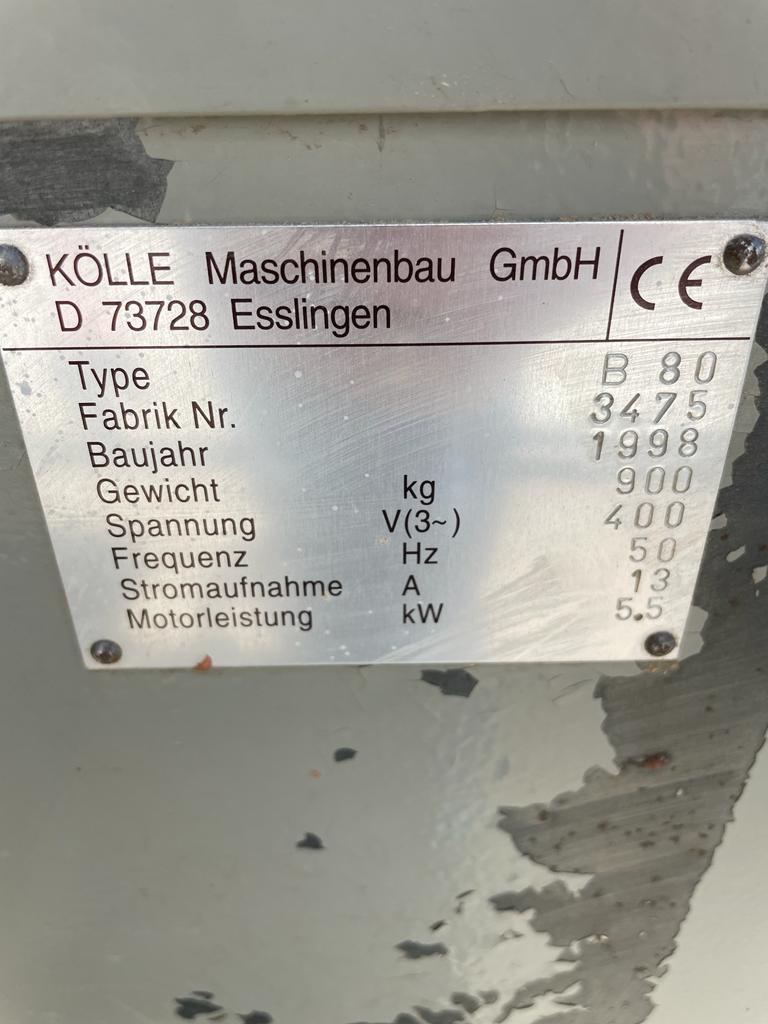 KÖLLE Maschinenbau GmbH CE
D 73728 Esslingen
Type B 80
Fabrik Nr. 3475
Baujahr 1998
Gewicht kg 900
Spannung V(3~) 400
Frequenz Hz 50
Stromaufnahme A 13
Motorleistung kW 5.5